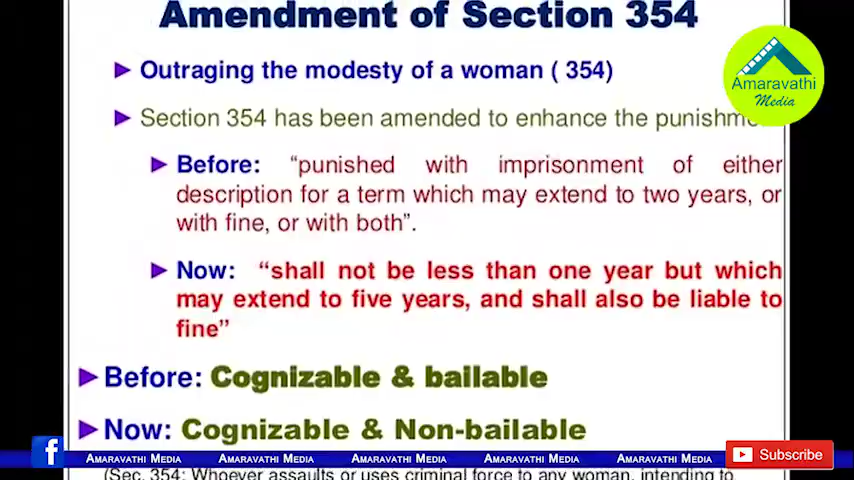 Amendment of Section 354
Amaravathi
Media
Outraging the modesty of a woman ( 354)
Section 354 has been amended to enhance the
Before: “punished with imprisonment of either
description for a term which may extend to two years, or
with fine, or with both”.
Now: “shall not be less than one year but which
may extend to five years, and shall also be liable to
fine”
Before: Cognizable & bailable
Now: Cognizable & Non-bailable
f AMARAVATHI MEDIA AMARAVATHI MEDIA AMARAVATHI MEDIA AMARAVATHI MEDIA AMARAVATHI MEDIA Subscribe
(Sec. 354: Whoever assaults or uses criminal force to any woman, intending to